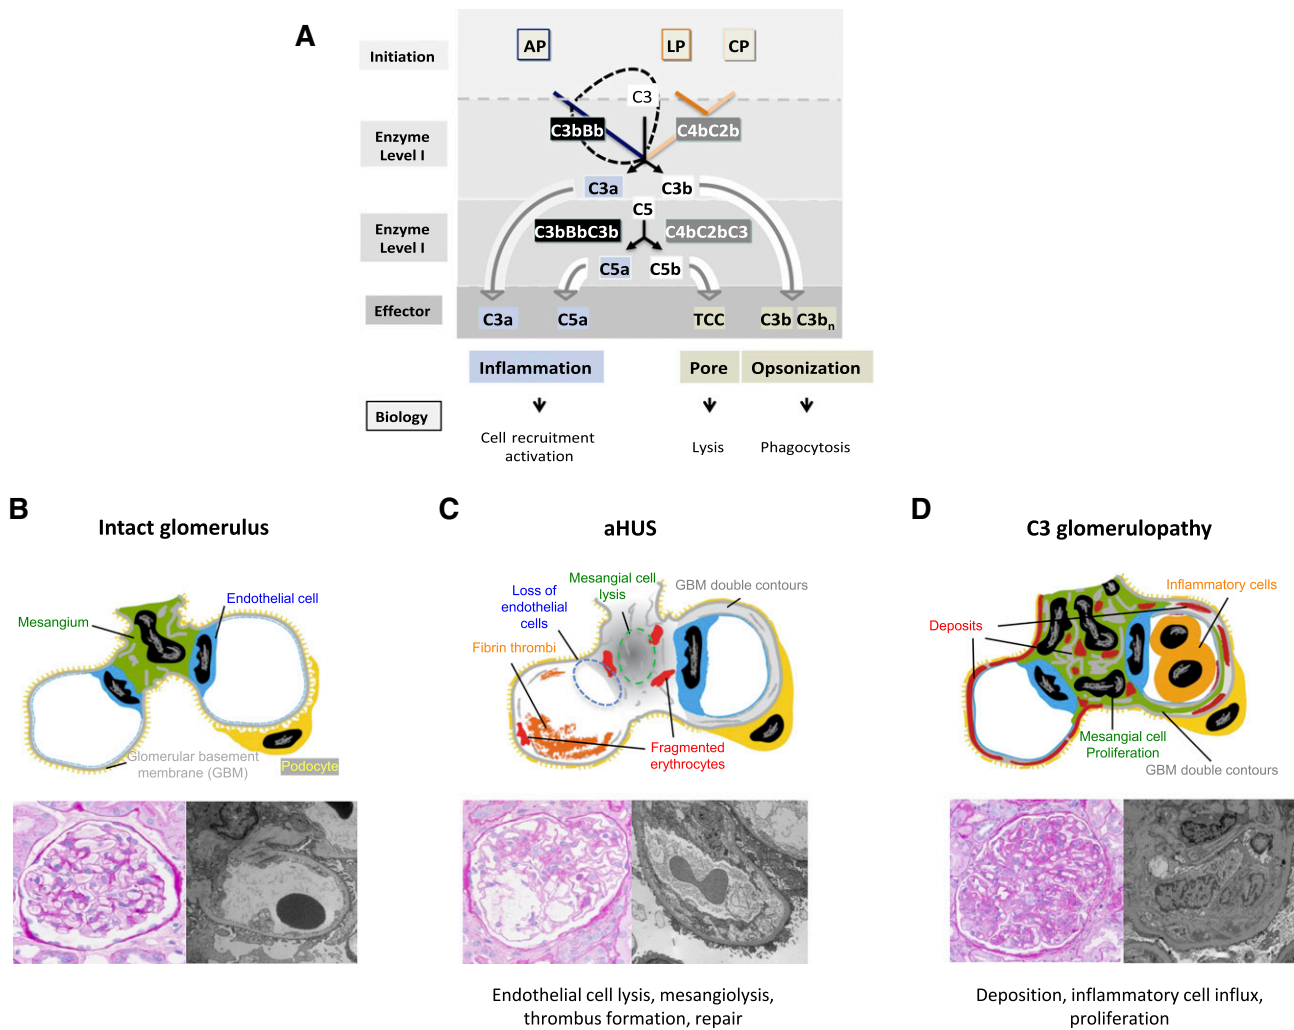 A
Initiation
AP
LP
CP
C3
Enzyme
Level I
C3bBb
C4bC2b
C3a
C3b
C5
Enzyme
Level I
C3bBbC3b
C4bC2bC3
C5a
C5b
Effector
C3a
C5a
TCC
C3b
C3bn
Inflammation
Pore
Opsonization
Biology
Cell recruitment
activation
Lysis
Phagocytosis
B
Intact glomerulus
Endothelial cell
Mesangium
Glomerular basement
membrane (GBM)
Podocyte
C
aHUS
Mesangial cell
lysis
GBM double contours
Loss of
endothelial
cells
Fibrin thrombi
Fragmented
erythrocytes
Endothelial cell lysis, mesangiolysis,
thrombus formation, repair
D
C3 glomerulopathy
Inflammatory cells
Deposits
Mesangial cell
Proliferation
GBM double contours
Deposition, inflammatory cell influx,
proliferation